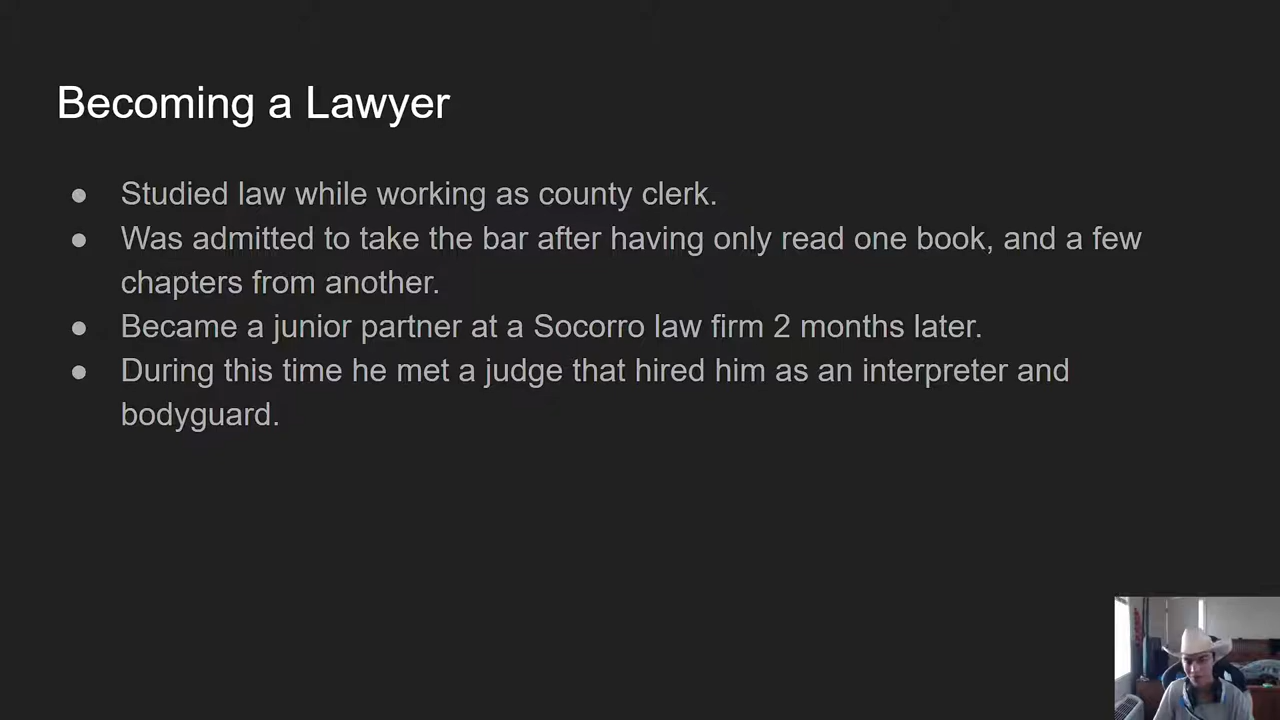 Becoming a Lawyer
● Studied law while working as county clerk.
● Was admitted to take the bar after having only read one book, and a few
chapters from another.
● Became a junior partner at a Socorro law firm 2 months later.
● During this time he met a judge that hired him as an interpreter and
bodyguard.